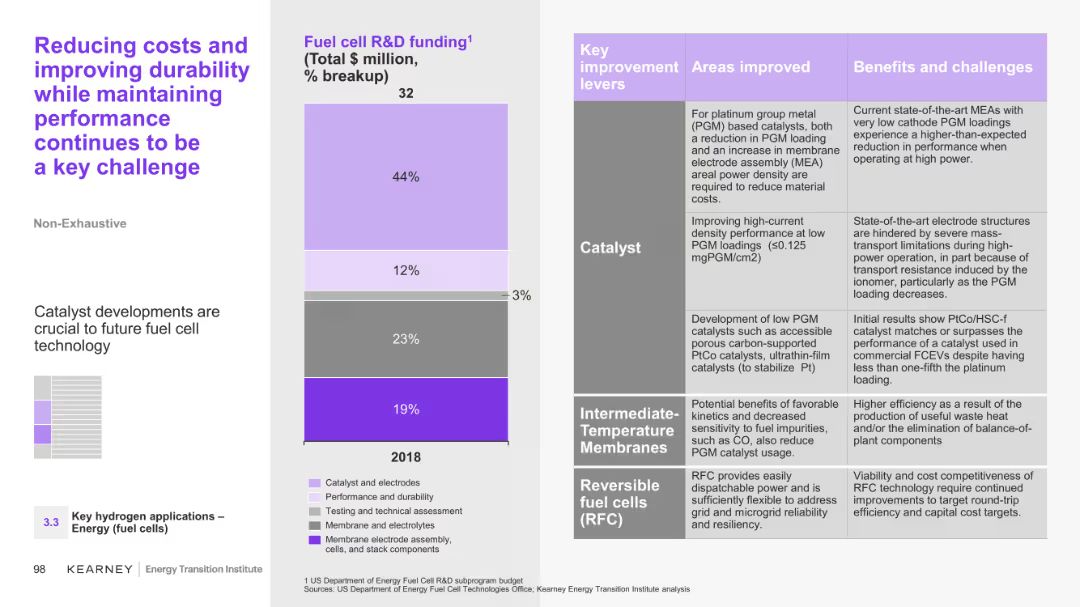 Reducing costs and
improving durability
while maintaining
performance
continues to be
a key challenge
Non-Exhaustive
Catalyst developments are
crucial to future fuel cell
technology
3.3
Key hydrogen applications –
Energy (fuel cells)
98 KEARNEY Energy Transition Institute
Fuel cell R&D funding¹
(Total $ million,
% breakup)
32
44%
12%
3%
23%
19%
2018
Catalyst and electrodes
Performance and durability
Testing and technical assessment
Membrane and electrolytes
Membrane electrode assembly,
cells, and stack components
1 US Department of Energy Fuel Cell R&D subprogram budget
Sources: US Department of Energy Fuel Cell Technologies Office; Kearney Energy Transition Institute analysis
Key
improvement
levers
Areas improved
Benefits and challenges
Catalyst
For platinum group metal
(PGM) based catalysts, both
a reduction in PGM loading
and an increase in membrane
electrode assembly (MEA)
areal power density are
required to reduce material
costs.
Current state-of-the-art MEAs with
very low cathode PGM loadings
experience a higher-than-expected
reduction in performance when
operating at high power.
Improving high-current
density performance at low
PGM loadings (≤0.125
mgPGM/cm2)
State-of-the-art electrode structures
are hindered by severe mass-
transport limitations during high-
power operation, in part because of
transport resistance induced by the
ionomer, particularly as the PGM
loading decreases.
Development of low PGM
catalysts such as accessible
porous carbon-supported
PtCo catalysts, ultrathin-film
catalysts (to stabilize Pt)
Initial results show PtCo/HSC-f
catalyst matches or surpasses the
performance of a catalyst used in
commercial FCEVs despite having
less than one-fifth the platinum
loading.
Intermediate-
Temperature
Membranes
Potential benefits of favorable
kinetics and decreased
sensitivity to fuel impurities,
such as CO, also reduce
PGM catalyst usage.
Higher efficiency as a result of the
production of useful waste heat
and/or the elimination of balance-of-
plant components
Reversible
fuel cells
(RFC)
RFC provides easily
dispatchable power and is
sufficiently flexible to address
grid and microgrid reliability
and resiliency.
Viability and cost competitiveness of
RFC technology require continued
improvements to target round-trip
efficiency and capital cost targets.